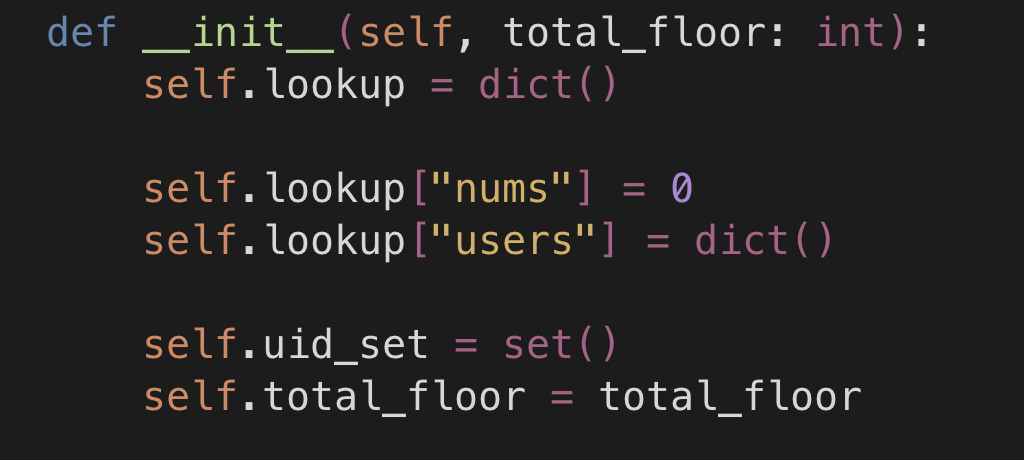 def __init__(self, total_floor: int):
    self.lookup = dict()

    self.lookup["nums"] = 0
    self.lookup["users"] = dict()

    self.uid_set = set()
    self.total_floor = total_floor